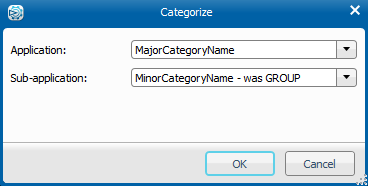 Categorize
Application: MajorCategoryName
Sub-application: MinorCategoryName - was GROUP
OK Cancel